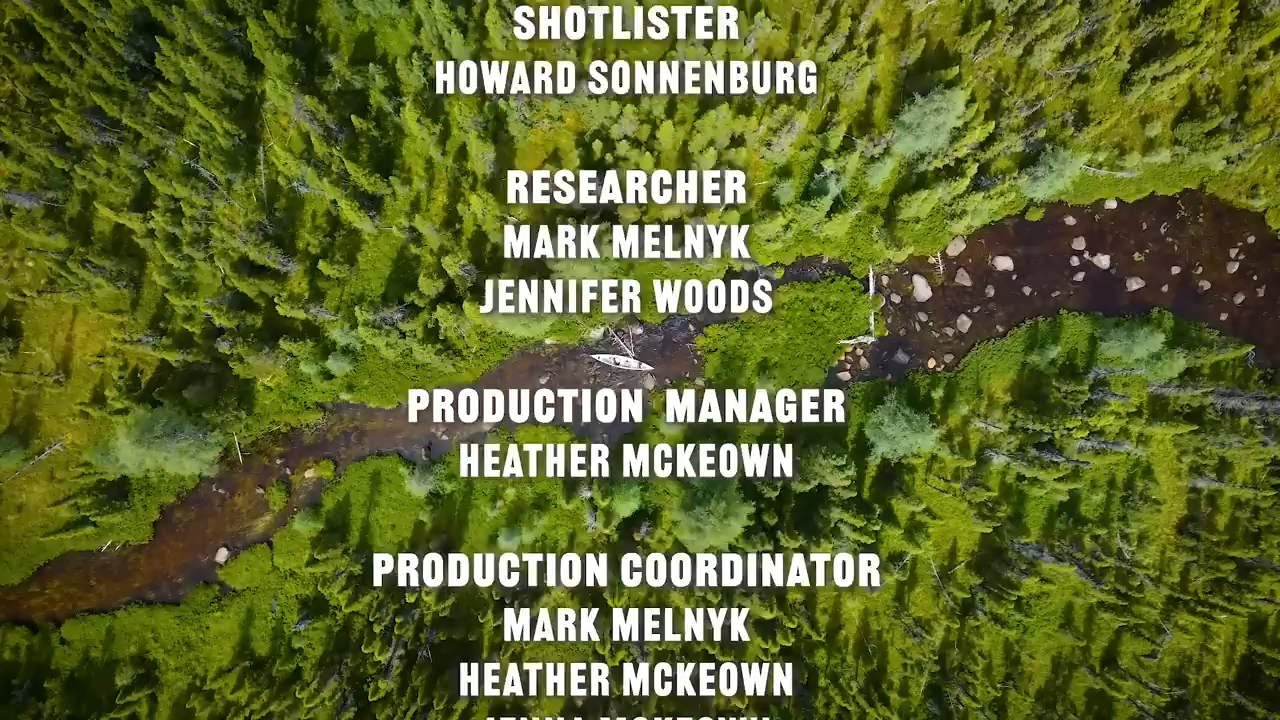 SHOTLISTER
HOWARD SONNENBURG
RESEARCHER
MARK MELNYK
JENNIFER WOODS
PRODUCTION MANAGER
HEATHER MCKEOWN
PRODUCTION COORDINATOR
MARK MELNYK
HEATHER MCKEOWN